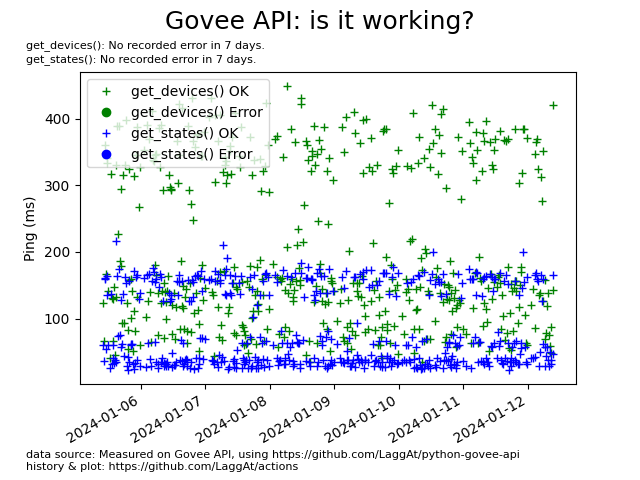 Govee API: is it working?
get_devices(): No recorded error in 7 days.
get_states(): No recorded error in 7 days.
get_devices() OK
get_devices() Error
get_states() OK
get_states() Error
400
300
200
100
Ping (ms)
2024-01-06
2024-01-07
2024-01-08
2024-01-09
2024-01-10
2024-01-11
2024-01-12
data source: Measured on Govee API, using https://github.com/LaggAt/python-govee-api
history & plot: https://github.com/LaggAt/actions